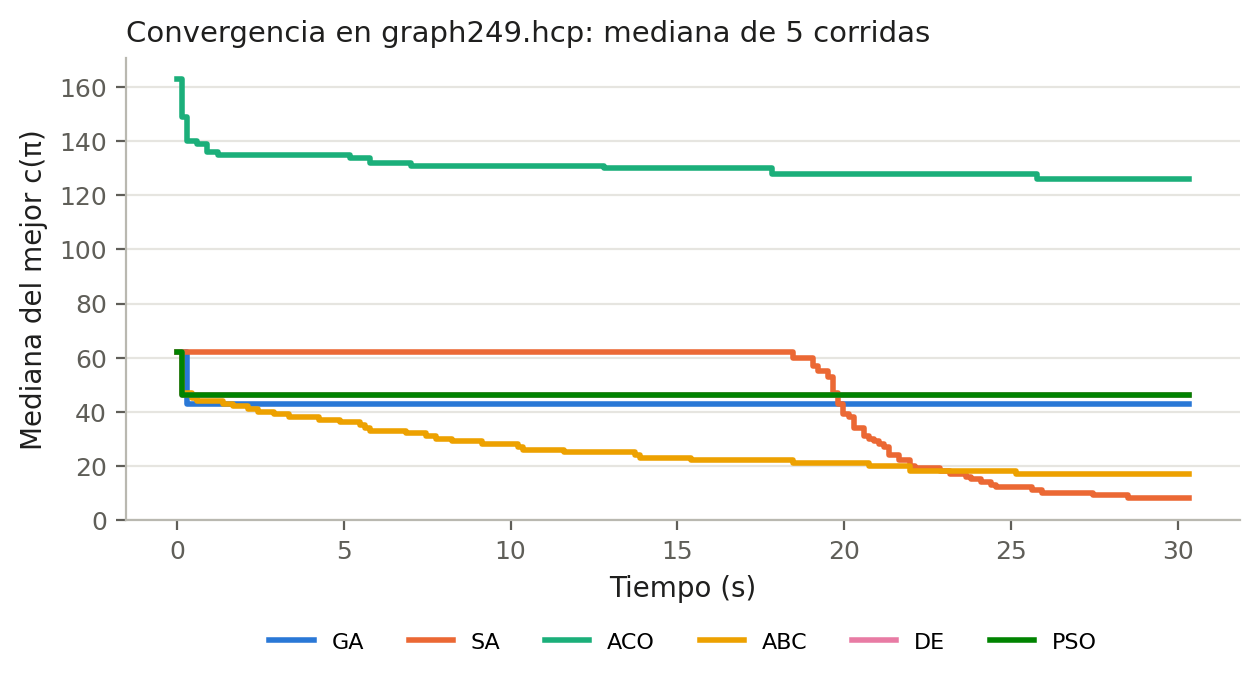 Convergencia en graph249.hcp: mediana de 5 corridas
Mediana del mejor c(π)
160
140
120
100
80
60
40
20
0
0 5 10 15 20 25 30
Tiempo (s)
GA SA ACO ABC DE PSO